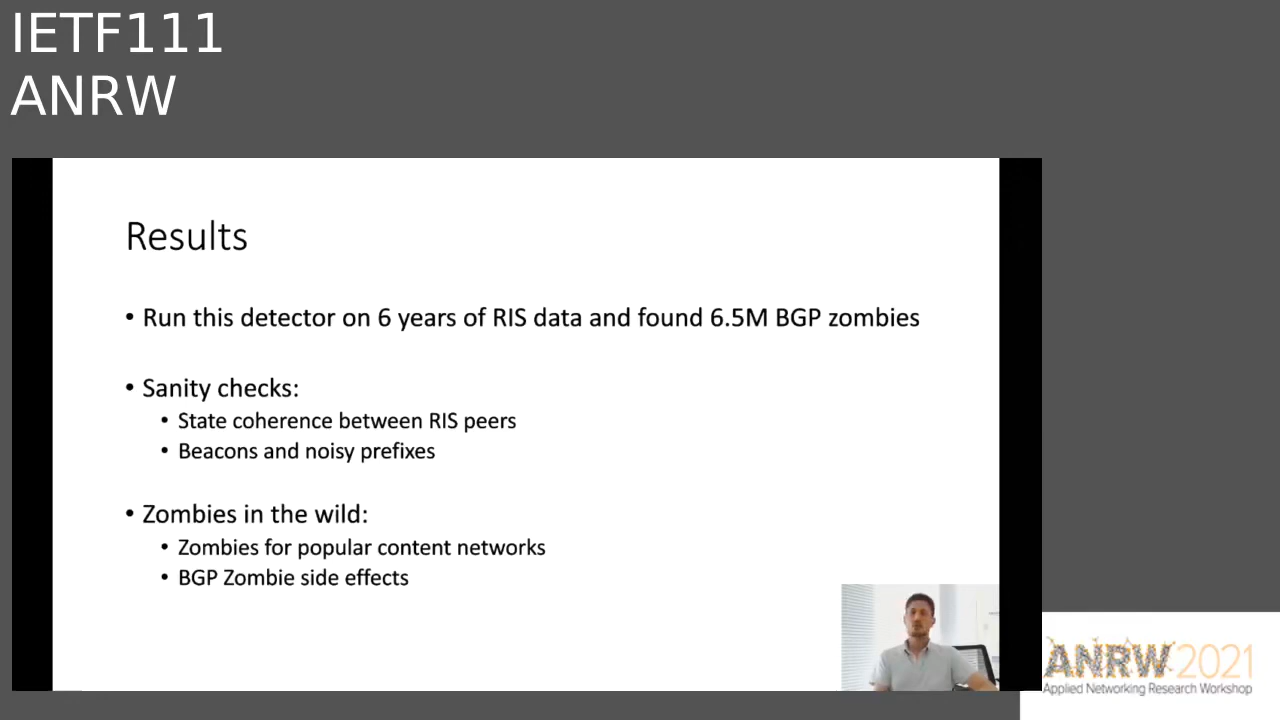 IETF111
ANRW
Results
• Run this detector on 6 years of RIS data and found 6.5M BGP zombies
• Sanity checks:
• State coherence between RIS peers
• Beacons and noisy prefixes
• Zombies in the wild:
• Zombies for popular content networks
• BGP Zombie side effects
ANRW 2021
Applied Networking Research Workshop